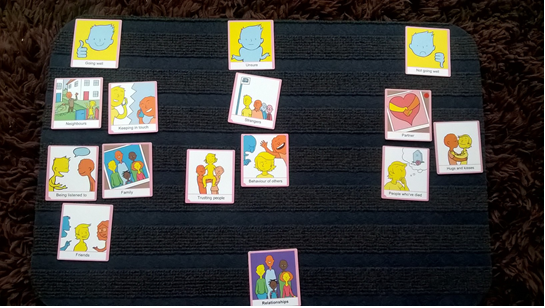 Going well
Unsure
Not going well
Neighbours
Keeping in touch
Strangers
Partner
Being listened to
Family
Trusting people
Behaviour of others
People who've died
Hugs and kisses
Friends
Relationships